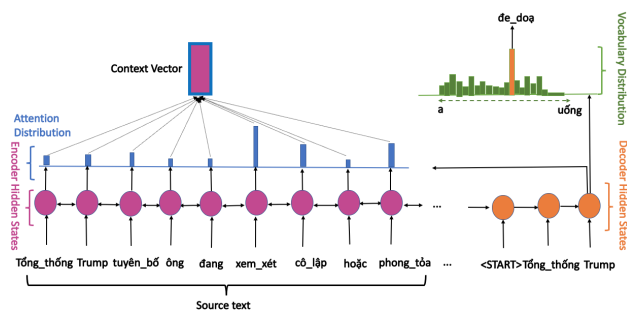 đe_doạ
Context Vector
Vocabulary Distribution
a
uống
Attention
Distribution
Encoder Hidden States
Decoder Hidden States
...
Tổng_thống Trump tuyên_bố ông đang xem_xét cô_lập hoặc phong_tỏa ... <START> Tổng_thống Trump
Source text